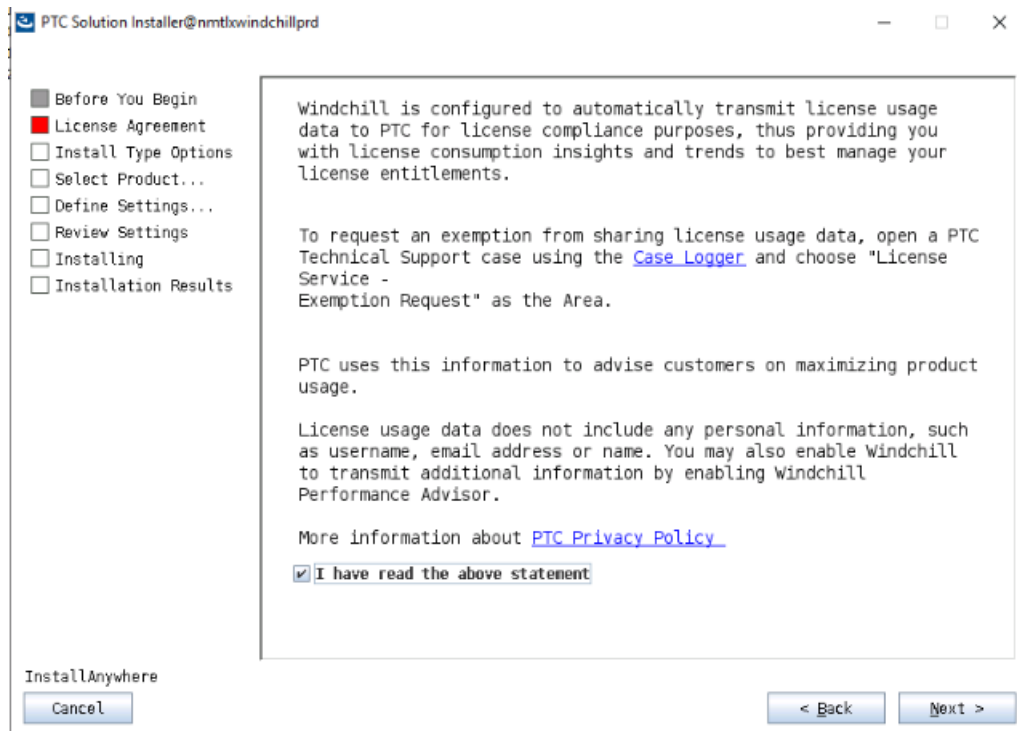 PTC Solution Installer@nmtlxwindchillprd
Before You Begin
License Agreement
Install Type Options
Select Product...
Define Settings...
Review Settings
Installing
Installation Results
Windchill is configured to automatically transmit license usage
data to PTC for license compliance purposes, thus providing you
with license consumption insights and trends to best manage your
license entitlements.
To request an exemption from sharing license usage data, open a PTC
Technical Support case using the Case Logger and choose "License
Service -
Exemption Request" as the Area.
PTC uses this information to advise customers on maximizing product
usage.
License usage data does not include any personal information, such
as username, email address or name. You may also enable Windchill
to transmit additional information by enabling Windchill
Performance Advisor.
More information about PTC Privacy Policy
I have read the above statement
InstallAnywhere
Cancel
< Back
Next >